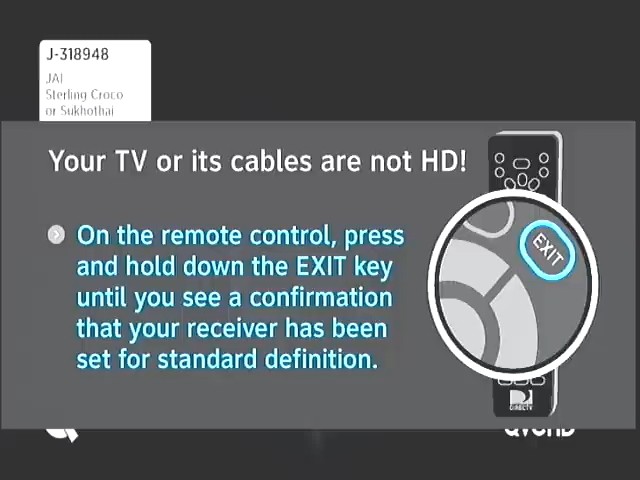 J-318948
JAI
Sterling Croco
or Sukhothai
Your TV or its cables are not HD!
On the remote control, press
and hold down the EXIT key
until you see a confirmation
that your receiver has been
set for standard definition.
EXIT
DIRECTV
QVCHD